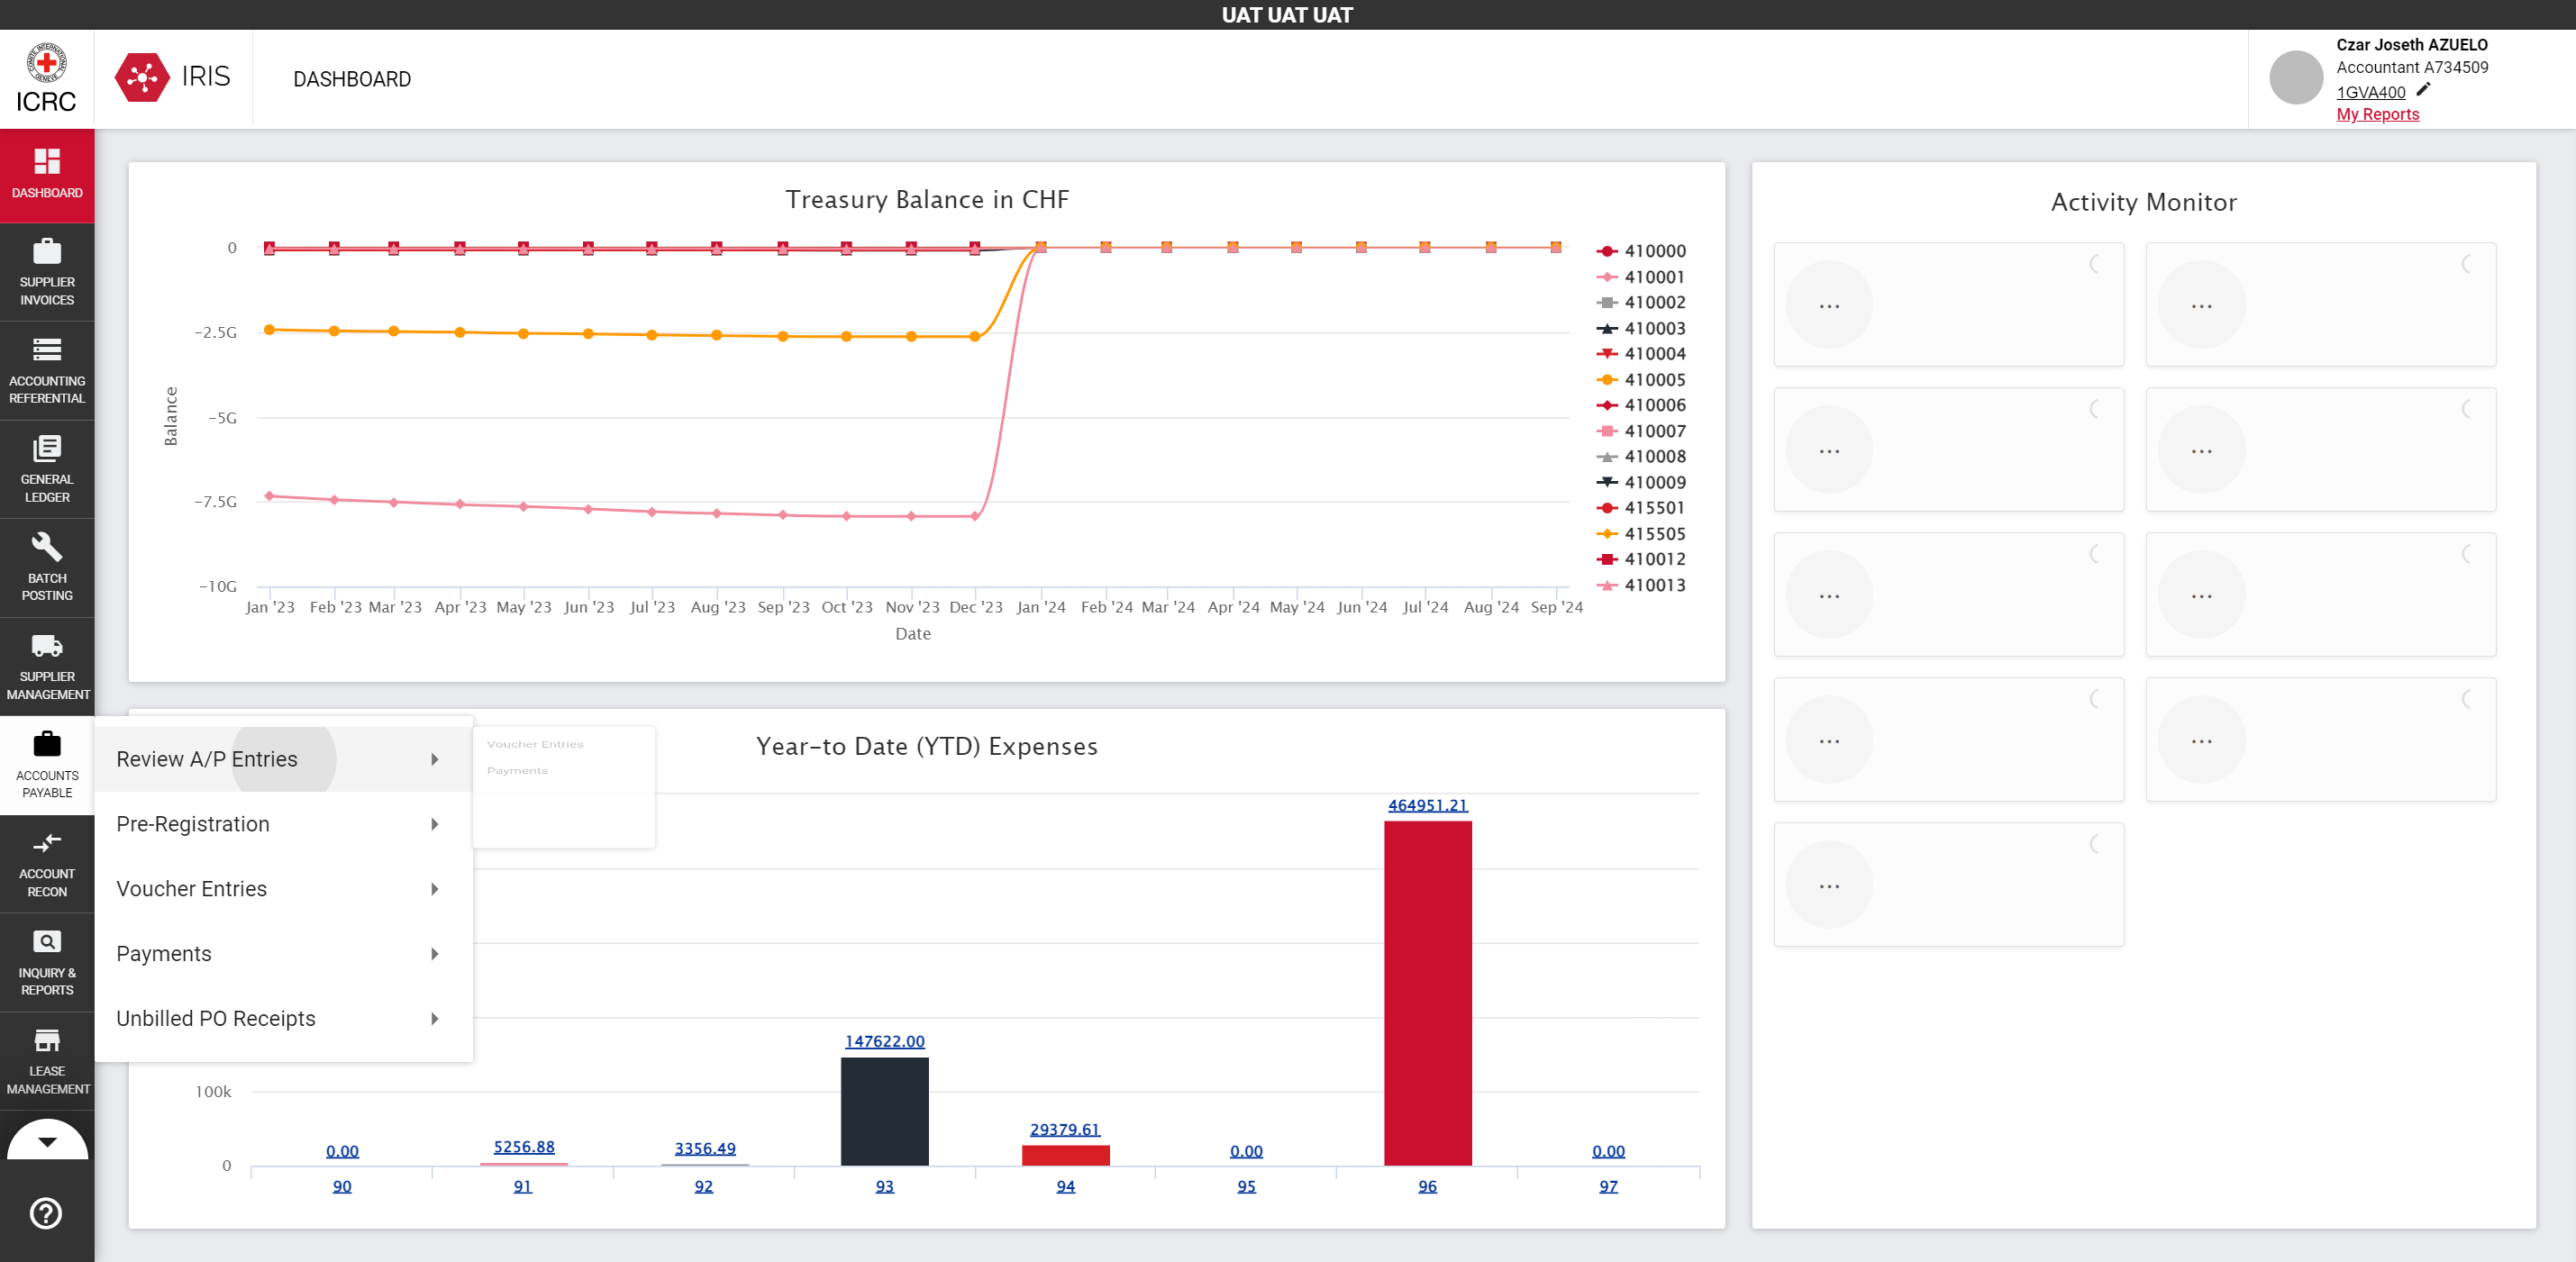 UAT UAT UAT
ICRC
IRIS
DASHBOARD
Czar Joseth AZUELO
Accountant A734509
1GVA400
My Reports
DASHBOARD
SUPPLIER
INVOICES
ACCOUNTING
REFERENTIAL
GENERAL
LEDGER
BATCH
POSTING
SUPPLIER
MANAGEMENT
ACCOUNTS
PAYABLE
ACCOUNT
RECON
INQUIRY &
REPORTS
LEASE
MANAGEMENT
Treasury Balance in CHF
Balance
0
−2.5G
−5G
−7.5G
−10G
Jan '23 Feb '23 Mar '23 Apr '23 May '23 Jun '23 Jul '23 Aug '23 Sep '23 Oct '23 Nov '23 Dec '23 Jan '24 Feb '24 Mar '24 Apr '24 May '24 Jun '24 Jul '24 Aug '24 Sep '24
Date
410000
410001
410002
410003
410004
410005
410006
410007
410008
410009
415501
415505
410012
410013
Activity Monitor
... ...
... ...
... ...
... ...
...
Review A/P Entries
Pre-Registration
Voucher Entries
Payments
Unbilled PO Receipts
Voucher Entries
Payments
Year-to Date (YTD) Expenses
100k
0
0.00 5256.88 3356.49 147622.00 29379.61 0.00 464951.21 0.00
90 91 92 93 94 95 96 97